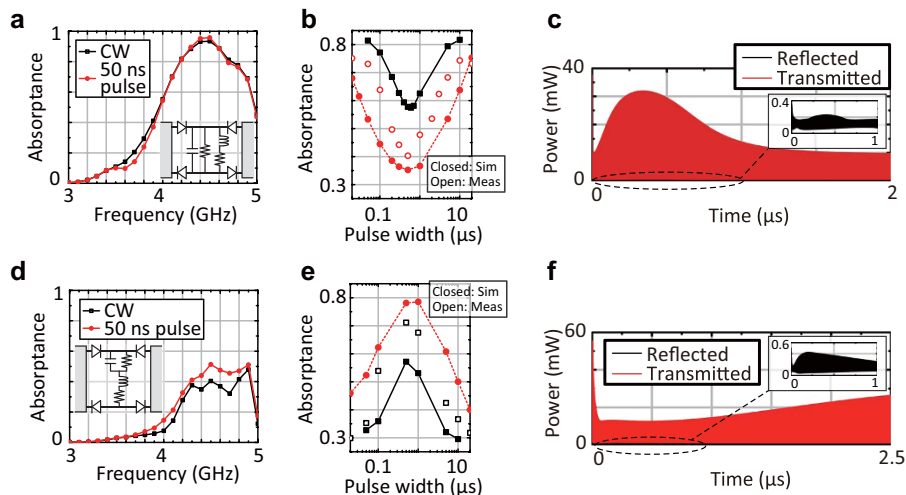 a
1
Absorptance
0
CW
50 ns
pulse
3
4
5
Frequency (GHz)
b
0.8
Absorptance
0.3
Closed: Sim
Open: Meas
0.1
10
Pulse width (μs)
c
40
Power (mW)
0
Reflected
Transmitted
0.4
0
0
1
0
2
Time (μs)
d
1
Absorptance
0
CW
50 ns pulse
3
4
5
Frequency (GHz)
e
0.8
Absorptance
0.3
Closed: Sim
Open: Meas
0.1
10
Pulse width (μs)
f
60
Power (mW)
0
Reflected
Transmitted
0.6
0
0
1
0
2.5
Time (μs)